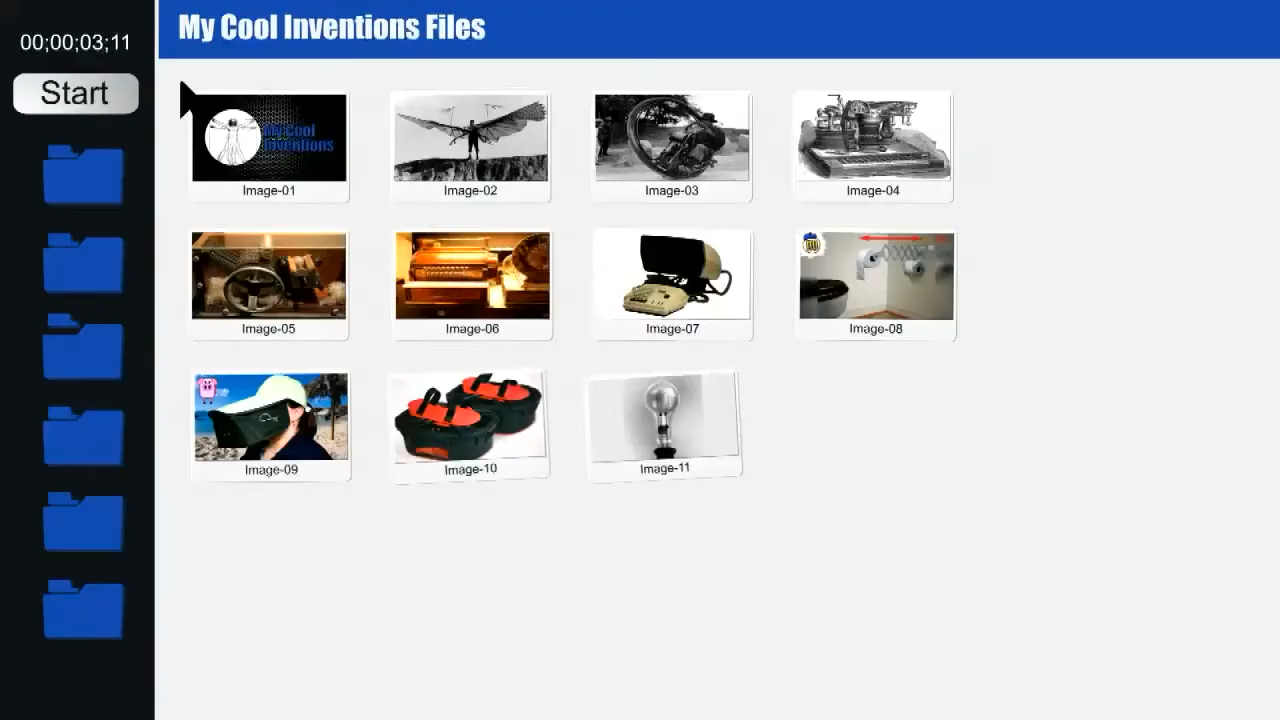 00;00;03;11
My Cool Inventions Files
Start
My Cool
Inventions
Image-01
Image-02
Image-03
Image-04
Image-05
Image-06
Image-07
Image-08
Image-09
Image-10
Image-11